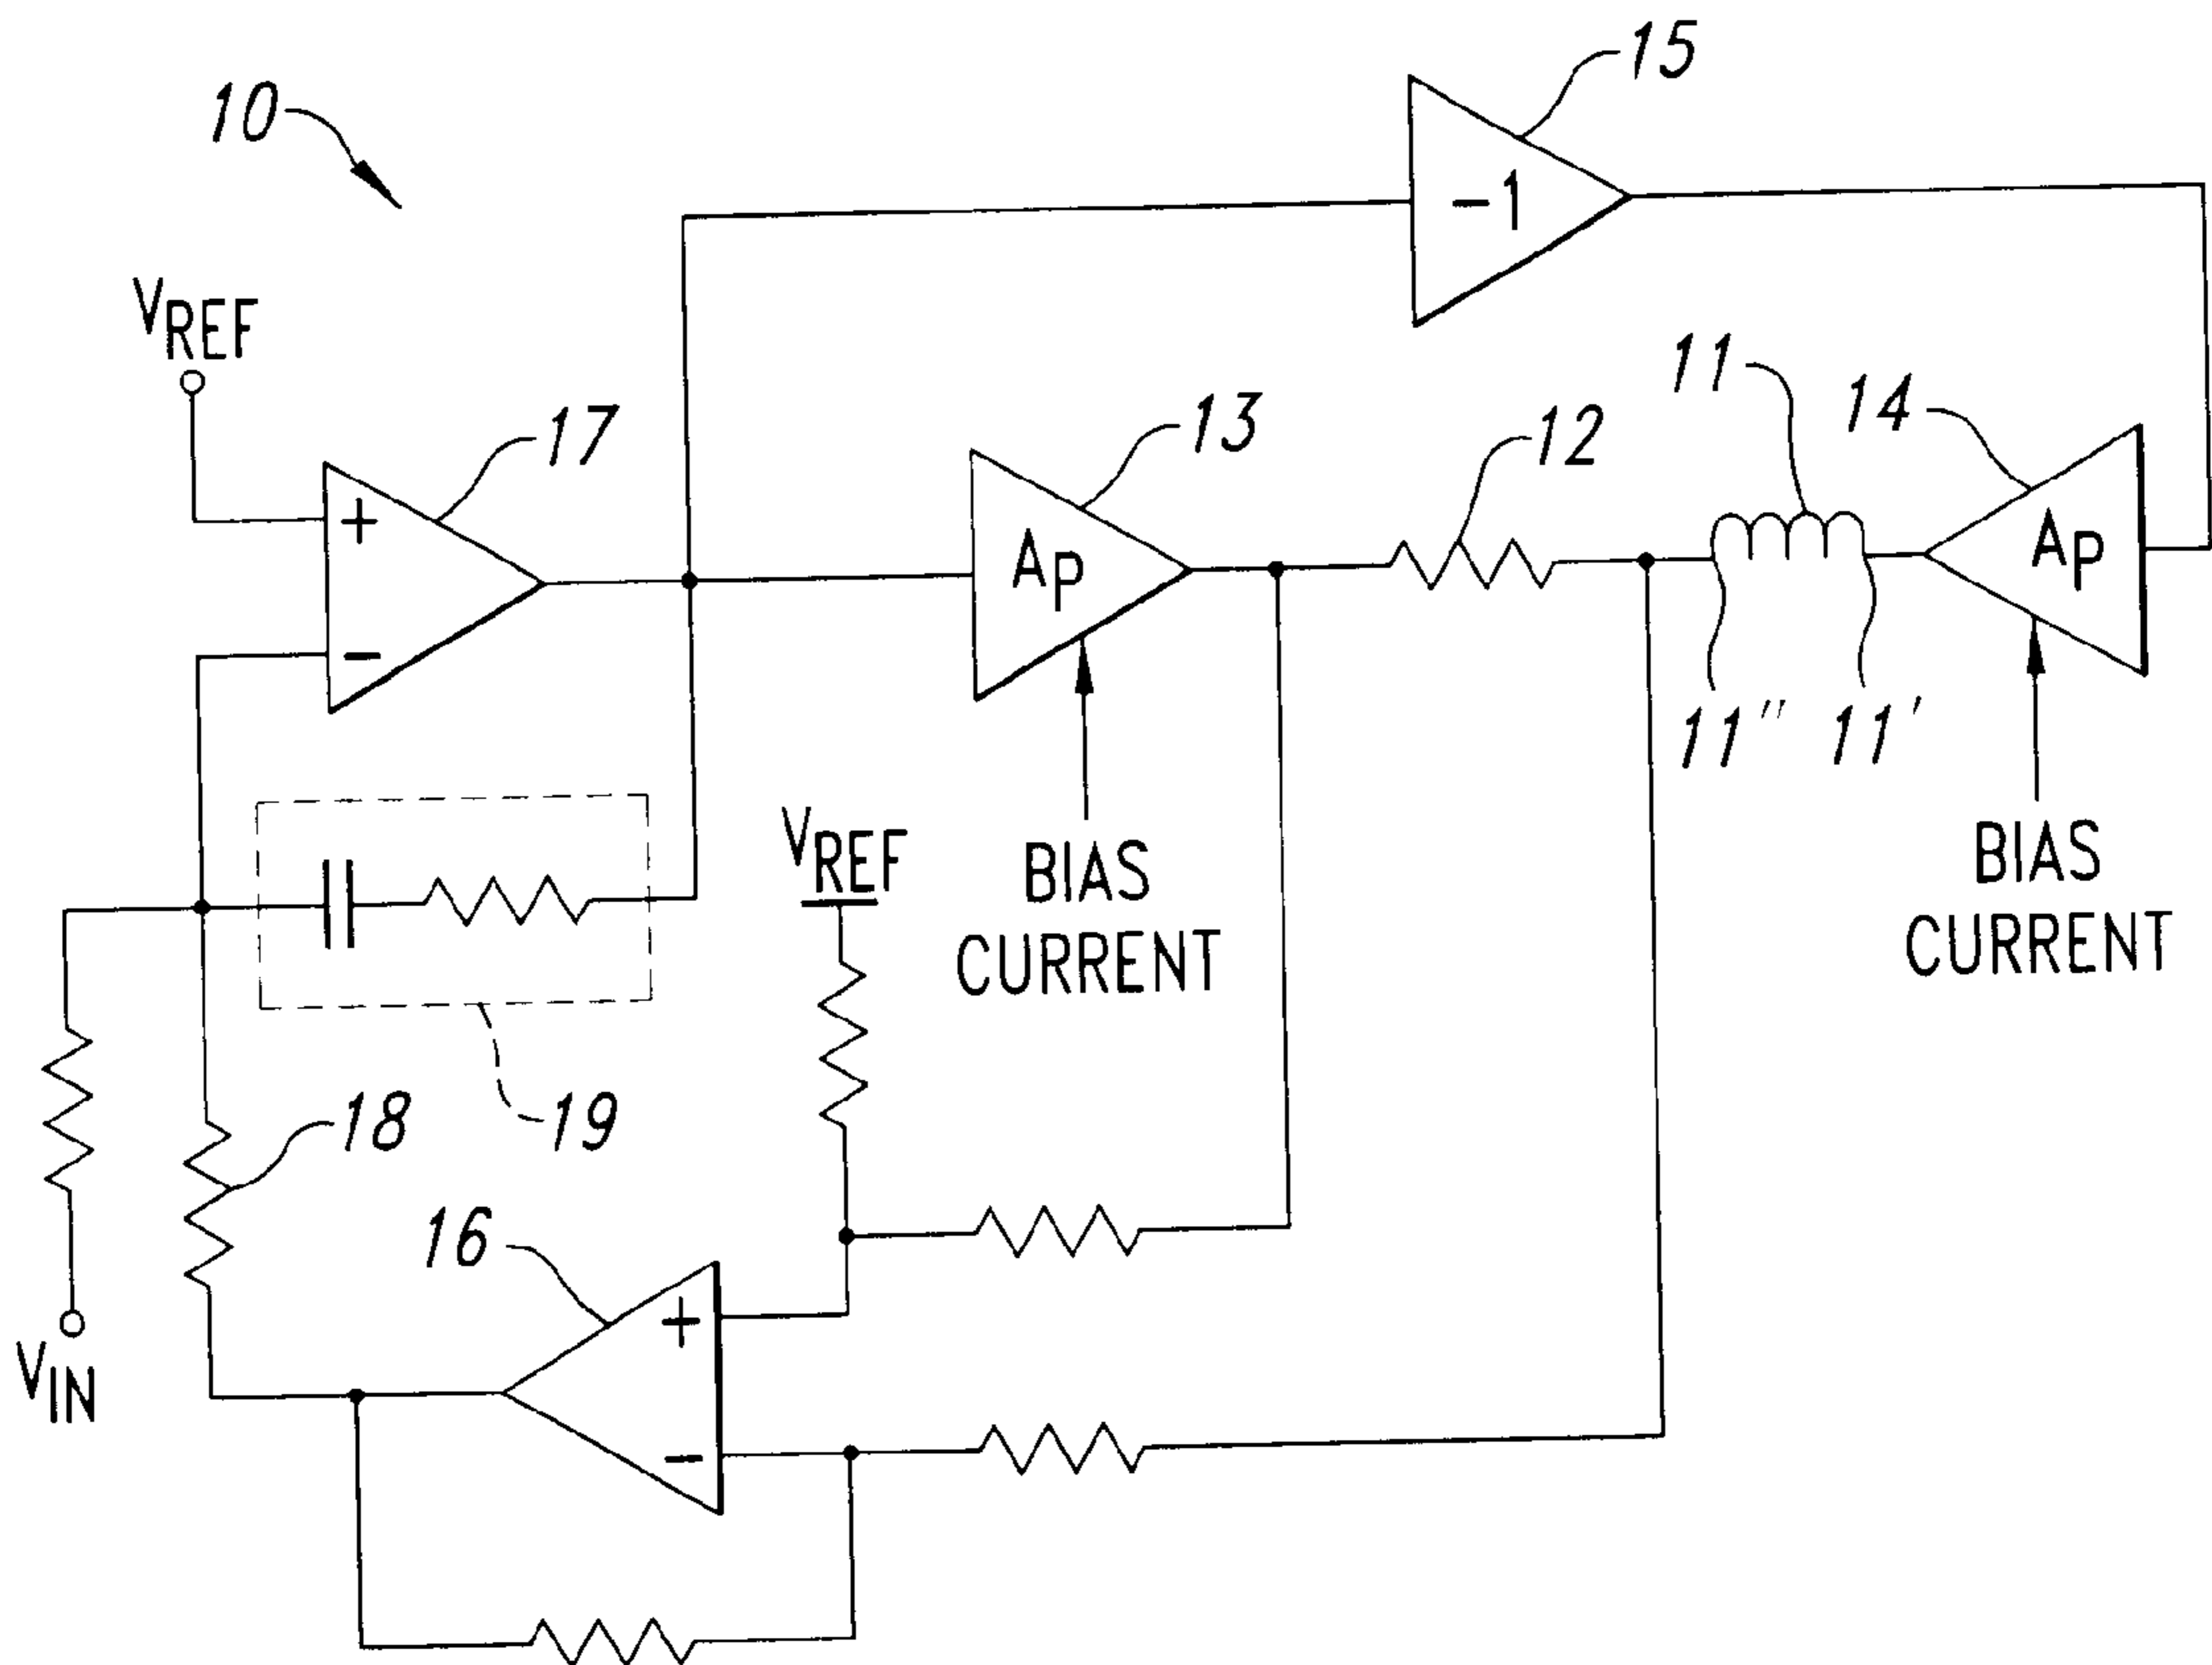 15
10
-1
VREF
11
14
13
12
17
+
AP
AP
-
11"
11'
VREF
BIAS
CURRENT
BIAS
CURRENT
18
19
16
+
VIN
-